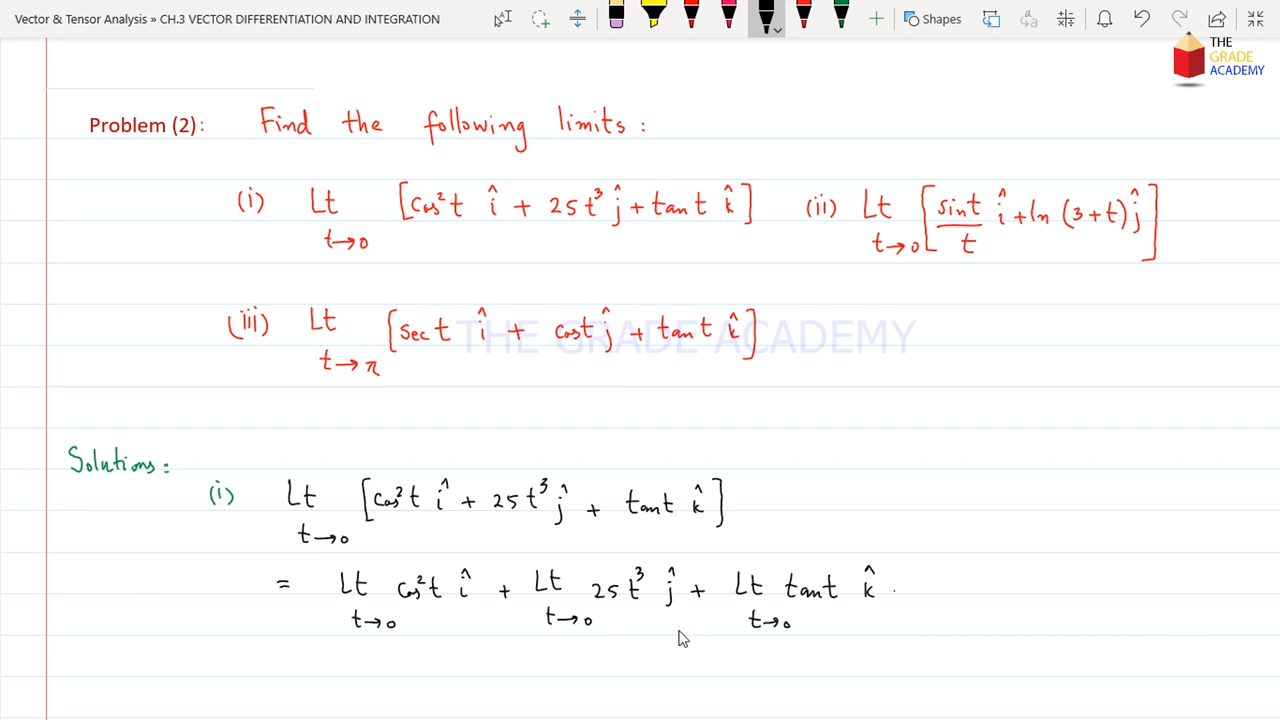 Vector & Tensor Analysis » CH.3 VECTOR DIFFERENTIATION AND INTEGRATION
Shapes
THE
GRADE
ACADEMY
Problem (2): Find the following limits:
(i) Lt t→0 [cos²t î + 25t³ ĵ + tan t k̂] (ii) Lt t→0 [sin t/t î + ln (3+t) ĵ]
(iii) Lt t→π [sec t î + cos t ĵ + tan t k̂]
THE GRADE ACADEMY
Solutions:
(i) Lt t→0 [cos²t î + 25t³ ĵ + tan t k̂]
= Lt t→0 cos²t î + Lt t→0 25t³ ĵ + Lt t→0 tan t k̂ .